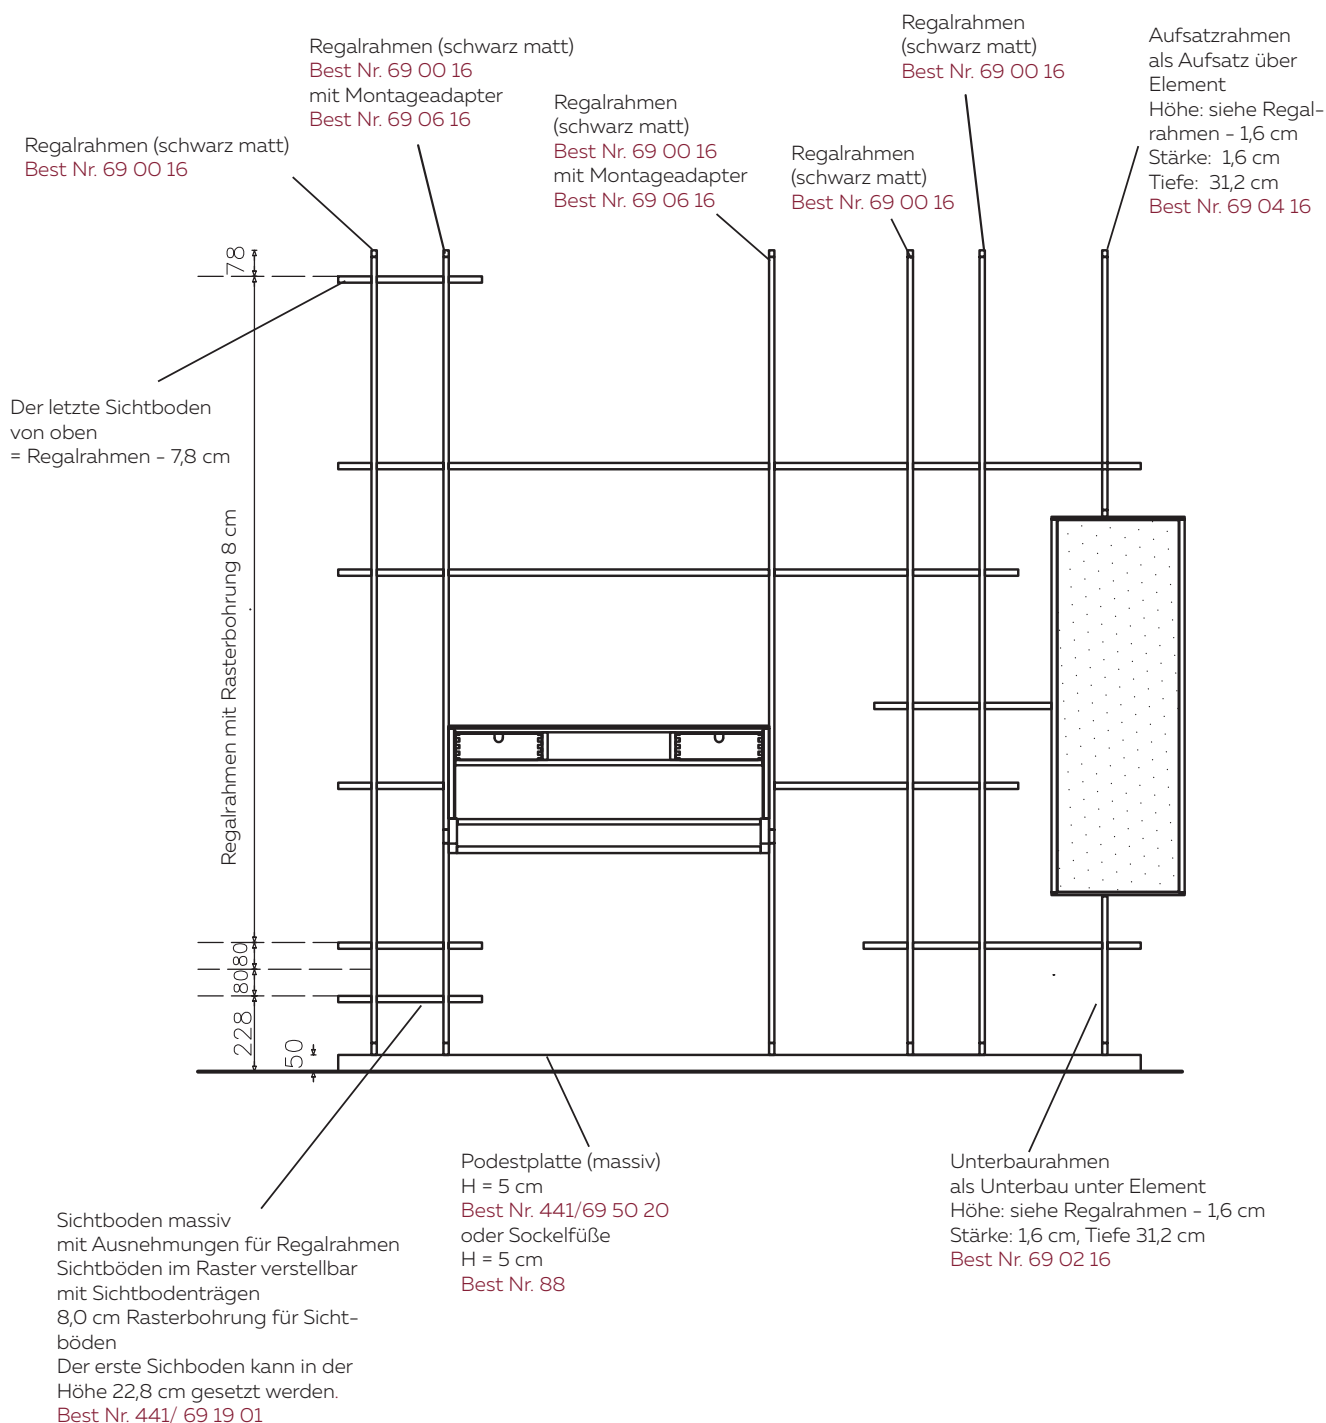 Regalrahmen (schwarz matt)
Best Nr. 69 00 16
Regalrahmen (schwarz matt)
Best Nr. 69 00 16
mit Montageadapter
Best Nr. 69 06 16
Regalrahmen
(schwarz matt)
Best Nr. 69 00 16
mit Montageadapter
Best Nr. 69 06 16
Regalrahmen
(schwarz matt)
Best Nr. 69 00 16
Regalrahmen
(schwarz matt)
Best Nr. 69 00 16
Aufsatzrahmen
als Aufsatz über
Element
Höhe: siehe Regal-
rahmen - 1,6 cm
Stärke: 1,6 cm
Tiefe: 31,2 cm
Best Nr. 69 04 16
78
Der letzte Sichtboden
von oben
= Regalrahmen - 7,8 cm
Regalrahmen mit Rasterbohrung 8 cm
80
80
228
50
Sichtboden massiv
mit Ausnehmungen für Regalrahmen
Sichtböden im Raster verstellbar
mit Sichtbodenträgen
8,0 cm Rasterbohrung für Sicht-
böden
Der erste Sichboden kann in der
Höhe 22,8 cm gesetzt werden.
Best Nr. 441/ 69 19 01
Podestplatte (massiv)
H = 5 cm
Best Nr. 441/69 50 20
oder Sockelfüße
H = 5 cm
Best Nr. 88
Unterbaurahmen
als Unterbau unter Element
Höhe: siehe Regalrahmen - 1,6 cm
Stärke: 1,6 cm, Tiefe 31,2 cm
Best Nr. 69 02 16